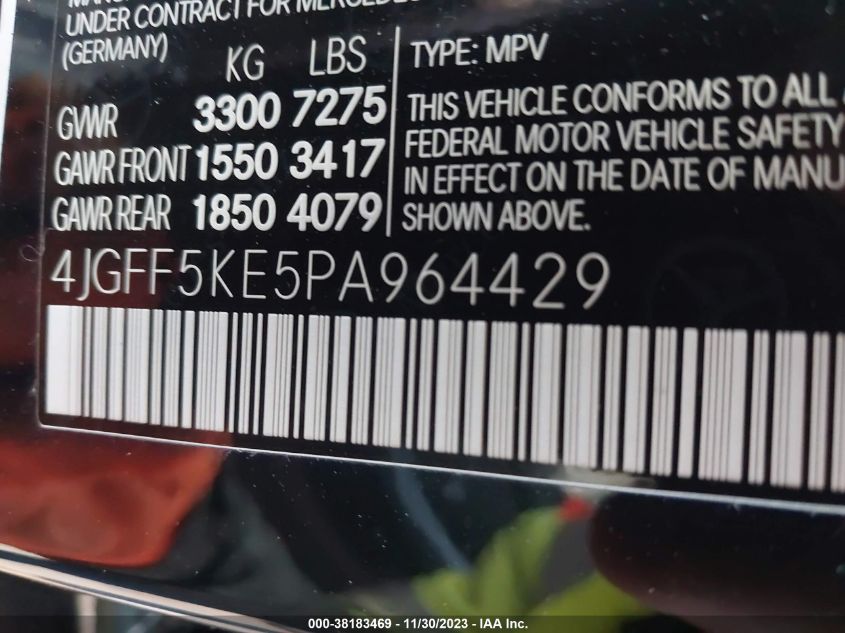 UNDER CONTRACT FOR
(GERMANY)
KG LBS
GVWR 3300 7275
GAWR FRONT 1550 3417
GAWR REAR 1850 4079
TYPE: MPV
THIS VEHICLE CONFORMS TO ALL
FEDERAL MOTOR VEHICLE SAFETY
IN EFFECT ON THE DATE OF MANU
SHOWN ABOVE.
4JGFF5KE5PA964429
000-38183469 - 11/30/2023 - IAA Inc.